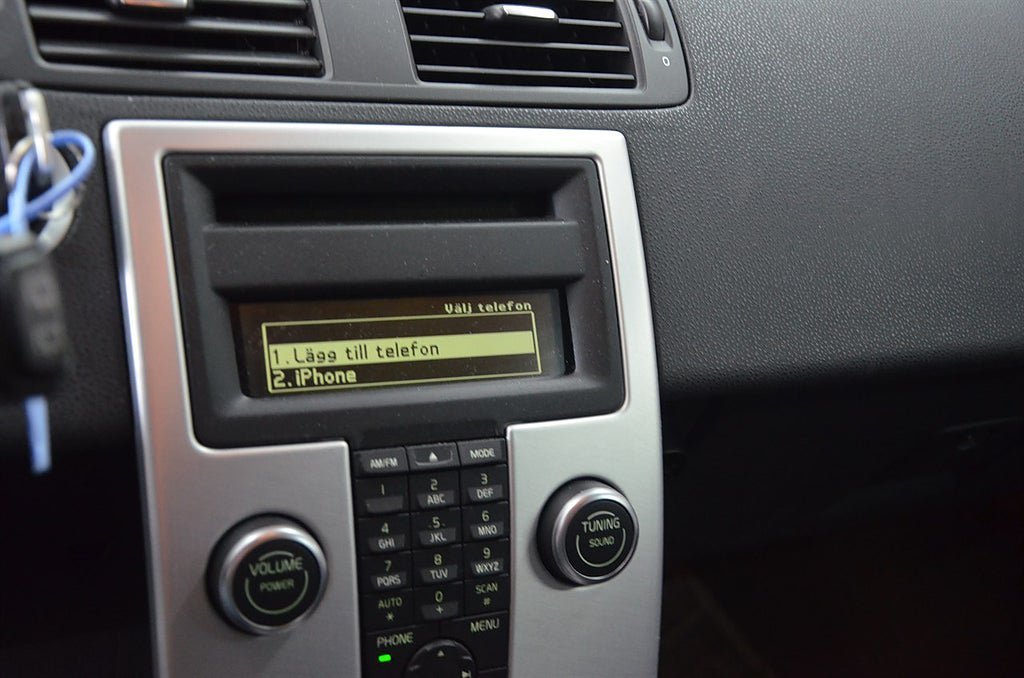 0
Välj telefon
1.Lägg till telefon
2.iPhone
AM/FM MODE
1 2 ABC 3 DEF
4 GHI 5 JKL 6 MNO
7 PQRS 8 TUV 9 WXYZ
AUTO * 0 + SCAN #
PHONE MENU
VOLUME
POWER
TUNING
SOUND